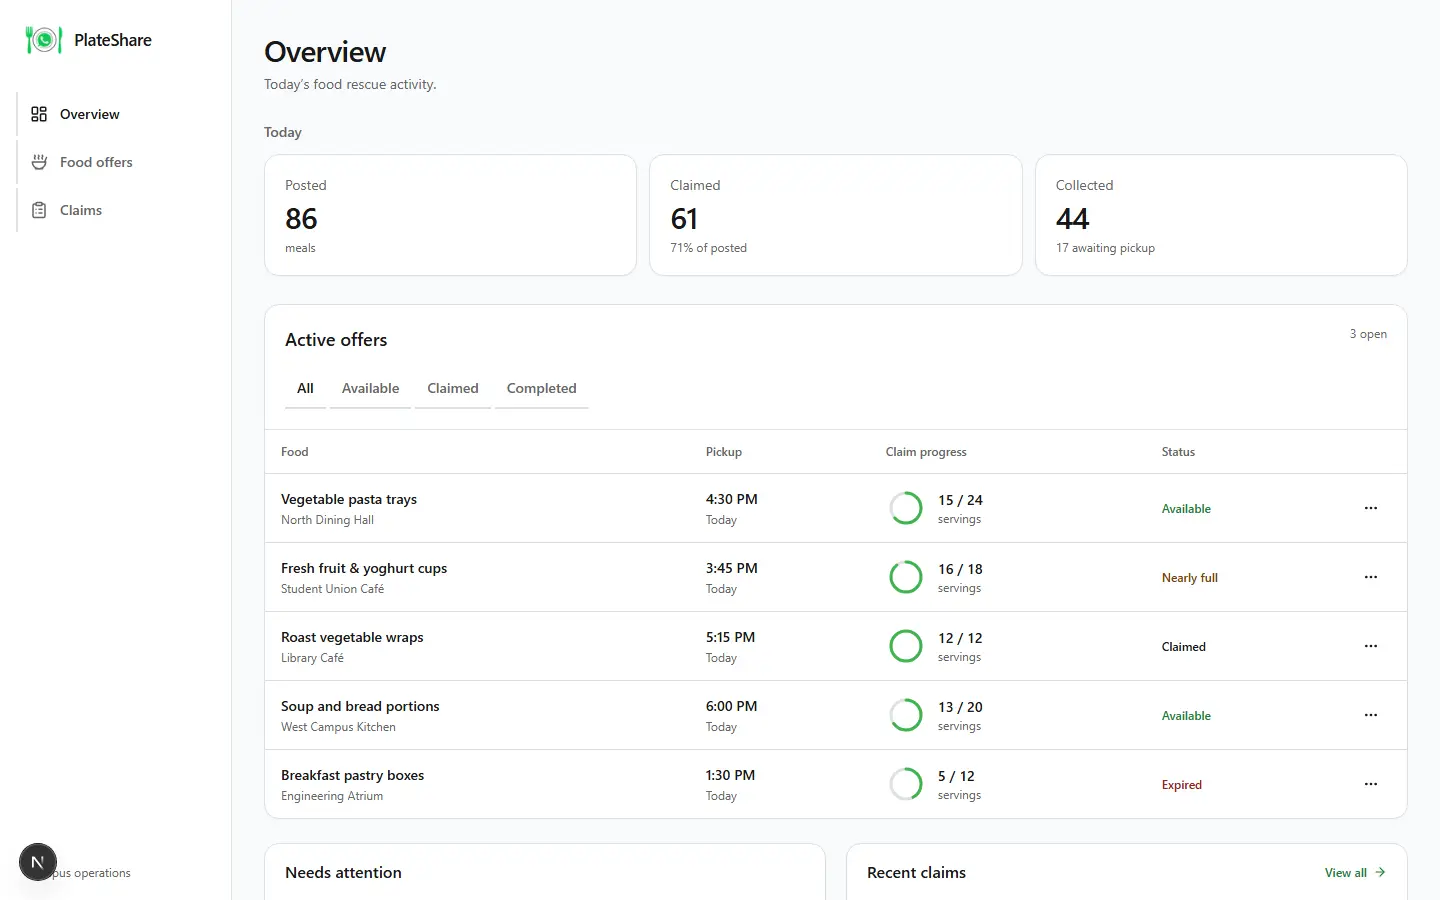 PlateShare
Overview
Food offers
Claims
N
pus operations
Overview
Today's food rescue activity.
Today
Posted
86
meals
Claimed
61
71% of posted
Collected
44
17 awaiting pickup
Active offers
3 open
All Available Claimed Completed
Food Pickup Claim progress Status
Vegetable pasta trays 4:30 PM 15 / 24 Available
North Dining Hall Today servings
Fresh fruit & yoghurt cups 3:45 PM 16 / 18 Nearly full
Student Union Café Today servings
Roast vegetable wraps 5:15 PM 12 / 12 Claimed
Library Café Today servings
Soup and bread portions 6:00 PM 13 / 20 Available
West Campus Kitchen Today servings
Breakfast pastry boxes 1:30 PM 5 / 12 Expired
Engineering Atrium Today servings
Needs attention
Recent claims
View all